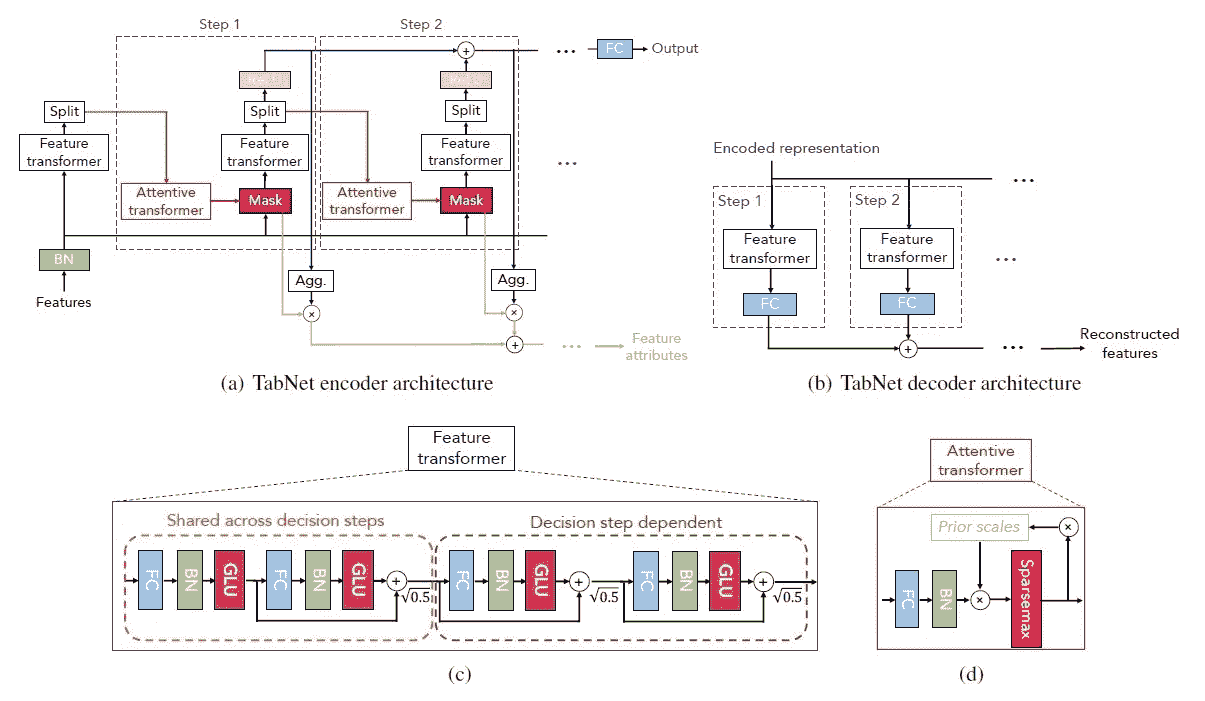 Step 1
Step 2
FC
Output
Split
Split
Split
Feature
transformer
Feature
transformer
Feature
transformer
Attentive
transformer
Mask
Attentive
transformer
Mask
BN
Features
Agg.
Agg.
Feature
attributes
(a) TabNet encoder architecture
Encoded representation
Step 1
Step 2
Feature
transformer
Feature
transformer
FC
FC
Reconstructed
features
(b) TabNet decoder architecture
Feature
transformer
Shared across decision steps
Decision step dependent
FC
BN
GLU
FC
BN
GLU
√0.5
FC
BN
GLU
√0.5
FC
BN
GLU
√0.5
(c)
Attentive
transformer
Prior scales
FC
BN
Sparsemax
(d)